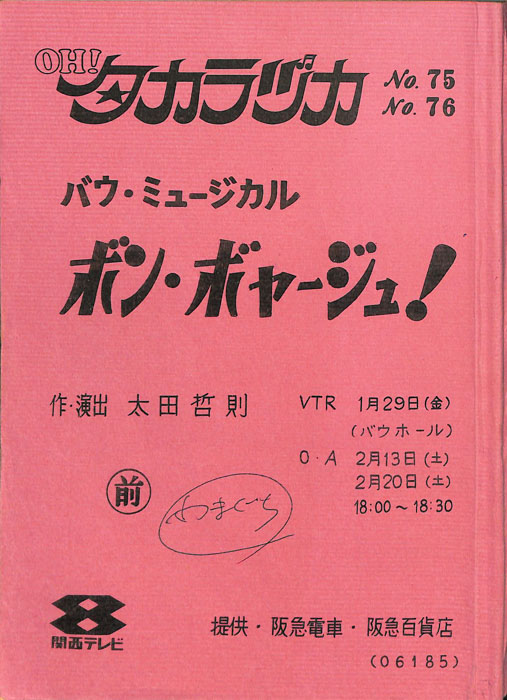 OH! タカラヅカ No. 75
No. 76
バウ・ミュージカル
ボン・ボヤージュ!
作・演出 太田哲則
VTR 1月29日(金)
(バウホール)
O・A 2月13日(土)
2月20日(土)
18:00〜18:30
前
関西テレビ
提供・阪急電車・阪急百貨店
(06185)